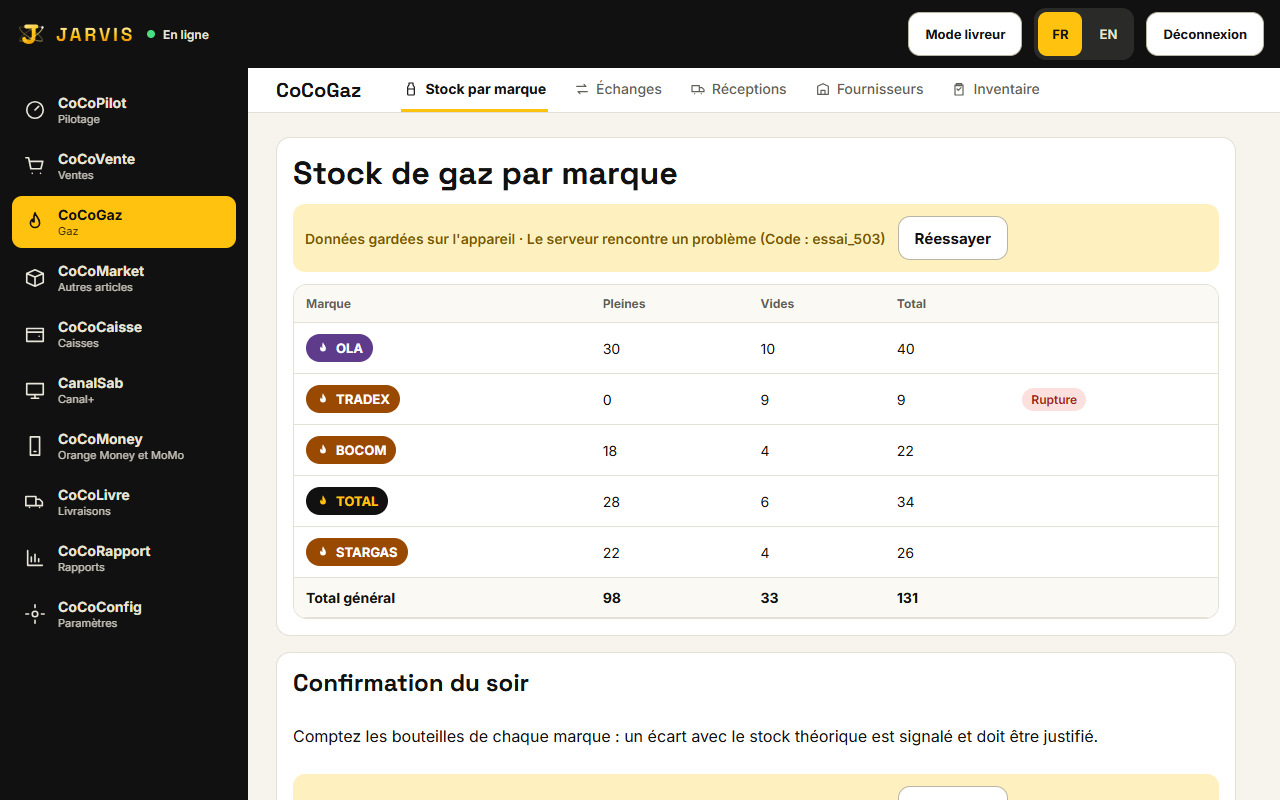 JARVIS
En ligne
Mode livreur
FR
EN
Déconnexion
CoCoPilot
Pilotage
CoCoVente
Ventes
CoCoGaz
Gaz
CoCoMarket
Autres articles
CoCoCaisse
Caisses
CanalSab
Canal+
CoCoMoney
Orange Money et MoMo
CoCoLivre
Livraisons
CoCoRapport
Rapports
CoCoConfig
Paramètres
CoCoGaz
Stock par marque
Échanges
Réceptions
Fournisseurs
Inventaire
Stock de gaz par marque
Données gardées sur l'appareil · Le serveur rencontre un problème (Code : essai_503)
Réessayer
Marque Pleines Vides Total
OLA 30 10 40
TRADEX 0 9 9 Rupture
BOCOM 18 4 22
TOTAL 28 6 34
STARGAS 22 4 26
Total général 98 33 131
Confirmation du soir
Comptez les bouteilles de chaque marque : un écart avec le stock théorique est signalé et doit être justifié.